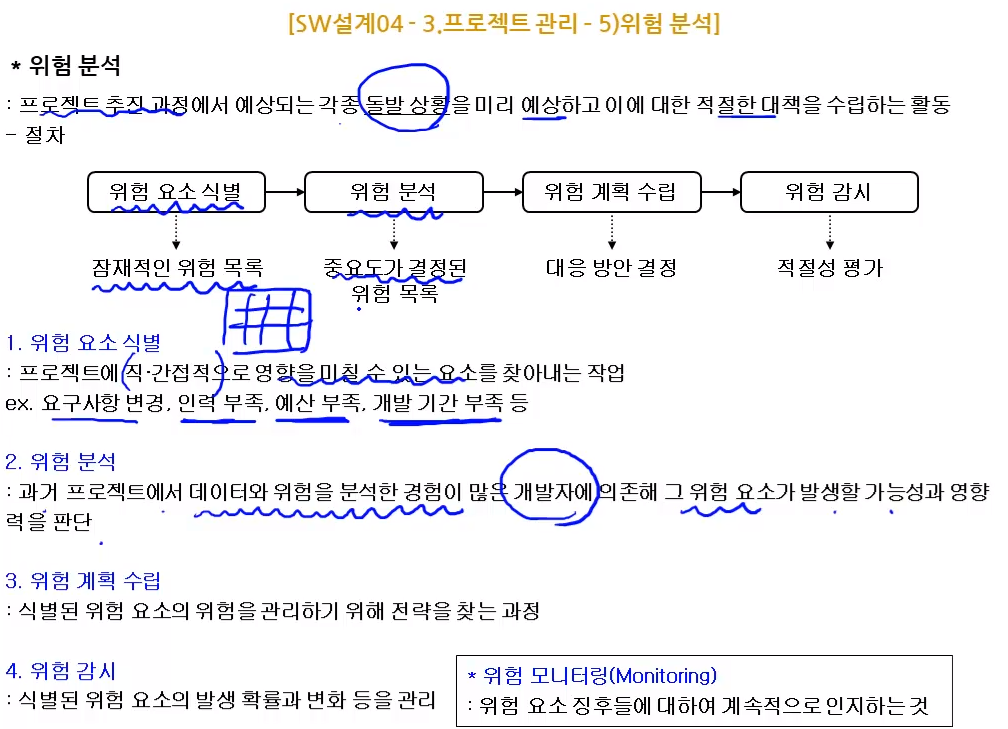 [SW설계04 - 3.프로젝트 관리 - 5)위험 분석]
* 위험 분석
: 프로젝트 추진 과정에서 예상되는 각종 돌발 상황을 미리 예상하고 이에 대한 적절한 대책을 수립하는 활동
- 절차
위험 요소 식별 위험 분석 위험 계획 수립 위험 감시
잠재적인 위험 목록 중요도가 결정된 대응 방안 결정 적절성 평가
위험 목록
1. 위험 요소 식별
: 프로젝트에 직·간접적으로 영향을 미칠 수 있는 요소를 찾아내는 작업
ex. 요구사항 변경, 인력 부족, 예산 부족, 개발 기간 부족 등
2. 위험 분석
: 과거 프로젝트에서 데이터와 위험을 분석한 경험이 많은 개발자에 의존해 그 위험 요소가 발생할 가능성과 영향
력을 판단
3. 위험 계획 수립
: 식별된 위험 요소의 위험을 관리하기 위해 전략을 찾는 과정
4. 위험 감시
: 식별된 위험 요소의 발생 확률과 변화 등을 관리
* 위험 모니터링(Monitoring)
: 위험 요소 징후들에 대하여 계속적으로 인지하는 것